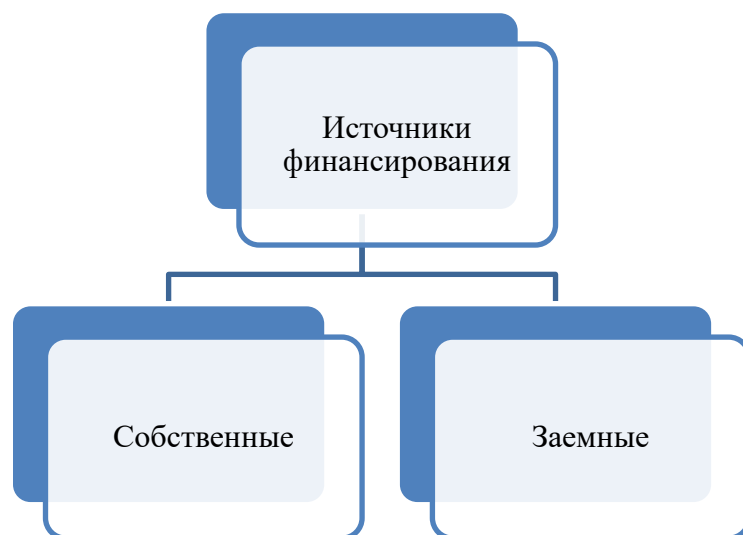 Источники
финансирования
Собственные
Заемные